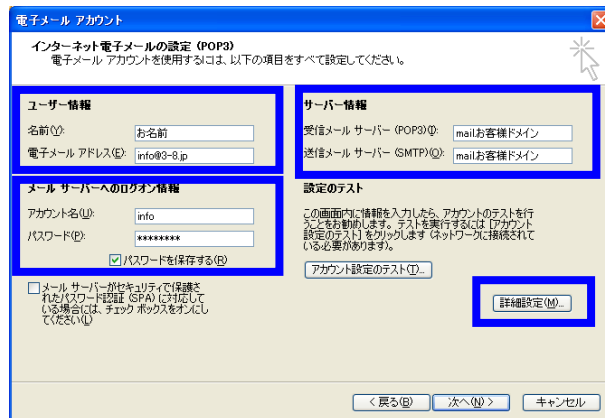 電子メール アカウント
インターネット電子メールの設定 (POP3)
電子メール アカウントを使用するには、以下の項目をすべて設定してください。
ユーザー情報
名前(Y):
お名前
電子メール アドレス(E):
info@3-8.jp
メール サーバーへのログオン情報
アカウント名(U):
info
パスワード(P):
********
パスワードを保存する(R)
メール サーバーがセキュリティで保護さ
れたパスワード認証 (SPA) に対応して
いる場合には、チェック ボックスをオンにし
てください(L)
サーバー情報
受信メール サーバー (POP3)(I):
mail.お客様ドメイン
送信メール サーバー (SMTP)(O):
mail.お客様ドメイン
設定のテスト
この画面内に情報を入力したら、アカウントのテストを行
うことをお勧めします。テストを実行するには [アカウント
設定のテスト] をクリックします (ネットワークに接続されて
いる必要があります)。
アカウント設定のテスト(T)...
詳細設定(M)...
< 戻る(B)
次へ(N) >
キャンセル